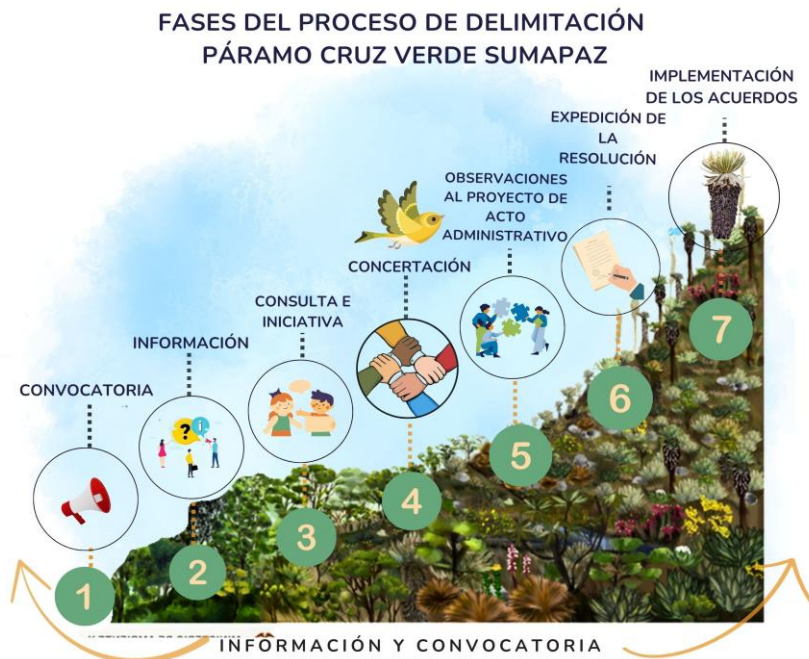 FASES DEL PROCESO DE DELIMITACIÓN
PÁRAMO CRUZ VERDE SUMAPAZ
IMPLEMENTACIÓN
DE LOS ACUERDOS
EXPEDICIÓN DE
LA
RESOLUCIÓN
OBSERVACIONES
AL PROYECTO DE
ACTO
ADMINISTRATIVO
CONCERTACIÓN
CONSULTA E
INICIATIVA
INFORMACIÓN
CONVOCATORIA
?
i
1
2
3
4
5
6
7
INFORMACIÓN Y CONVOCATORIA